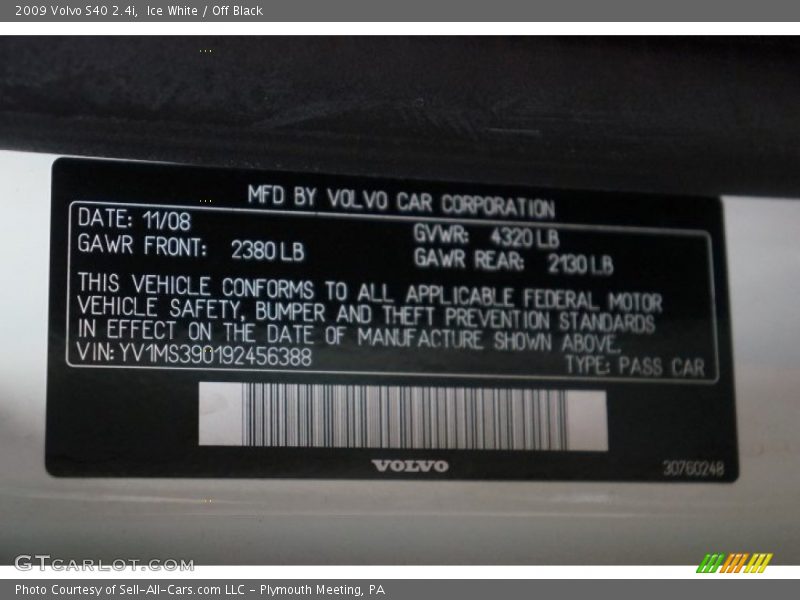 2009 Volvo S40 2.4i, Ice White / Off Black
MFD BY VOLVO CAR CORPORATION
DATE: 11/08 GVWR: 4320 LB
GAWR FRONT: 2380 LB GAWR REAR: 2130 LB
THIS VEHICLE CONFORMS TO ALL APPLICABLE FEDERAL MOTOR
VEHICLE SAFETY, BUMPER AND THEFT PREVENTION STANDARDS
IN EFFECT ON THE DATE OF MANUFACTURE SHOWN ABOVE.
VIN: YV1MS390192456388 TYPE: PASS CAR
VOLVO
30760248
GTCARLOT.COM
Photo Courtesy of Sell-All-Cars.com LLC - Plymouth Meeting, PA